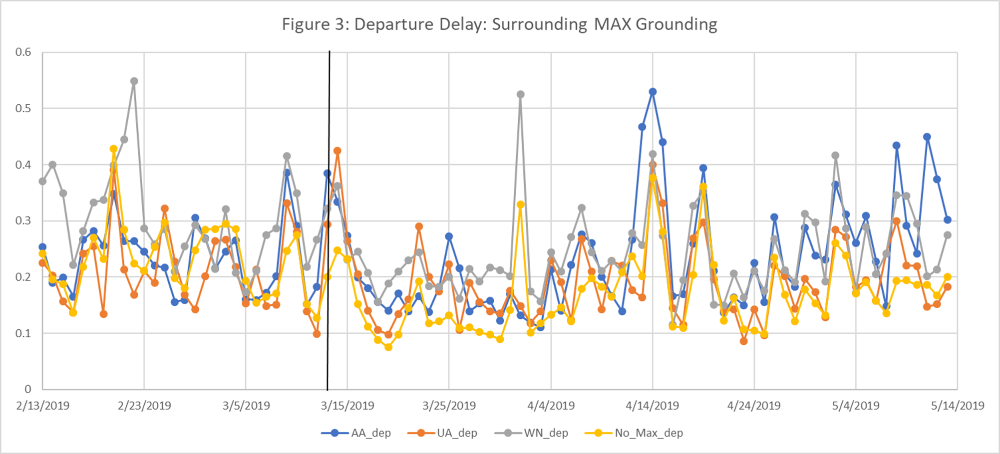 Figure 3: Departure Delay: Surrounding MAX Grounding
0.6
0.5
0.4
0.3
0.2
0.1
0
2/13/2019 2/23/2019 3/5/2019 3/15/2019 3/25/2019 4/4/2019 4/14/2019 4/24/2019 5/4/2019 5/14/2019
AA_dep UA_dep WN_dep No_Max_dep